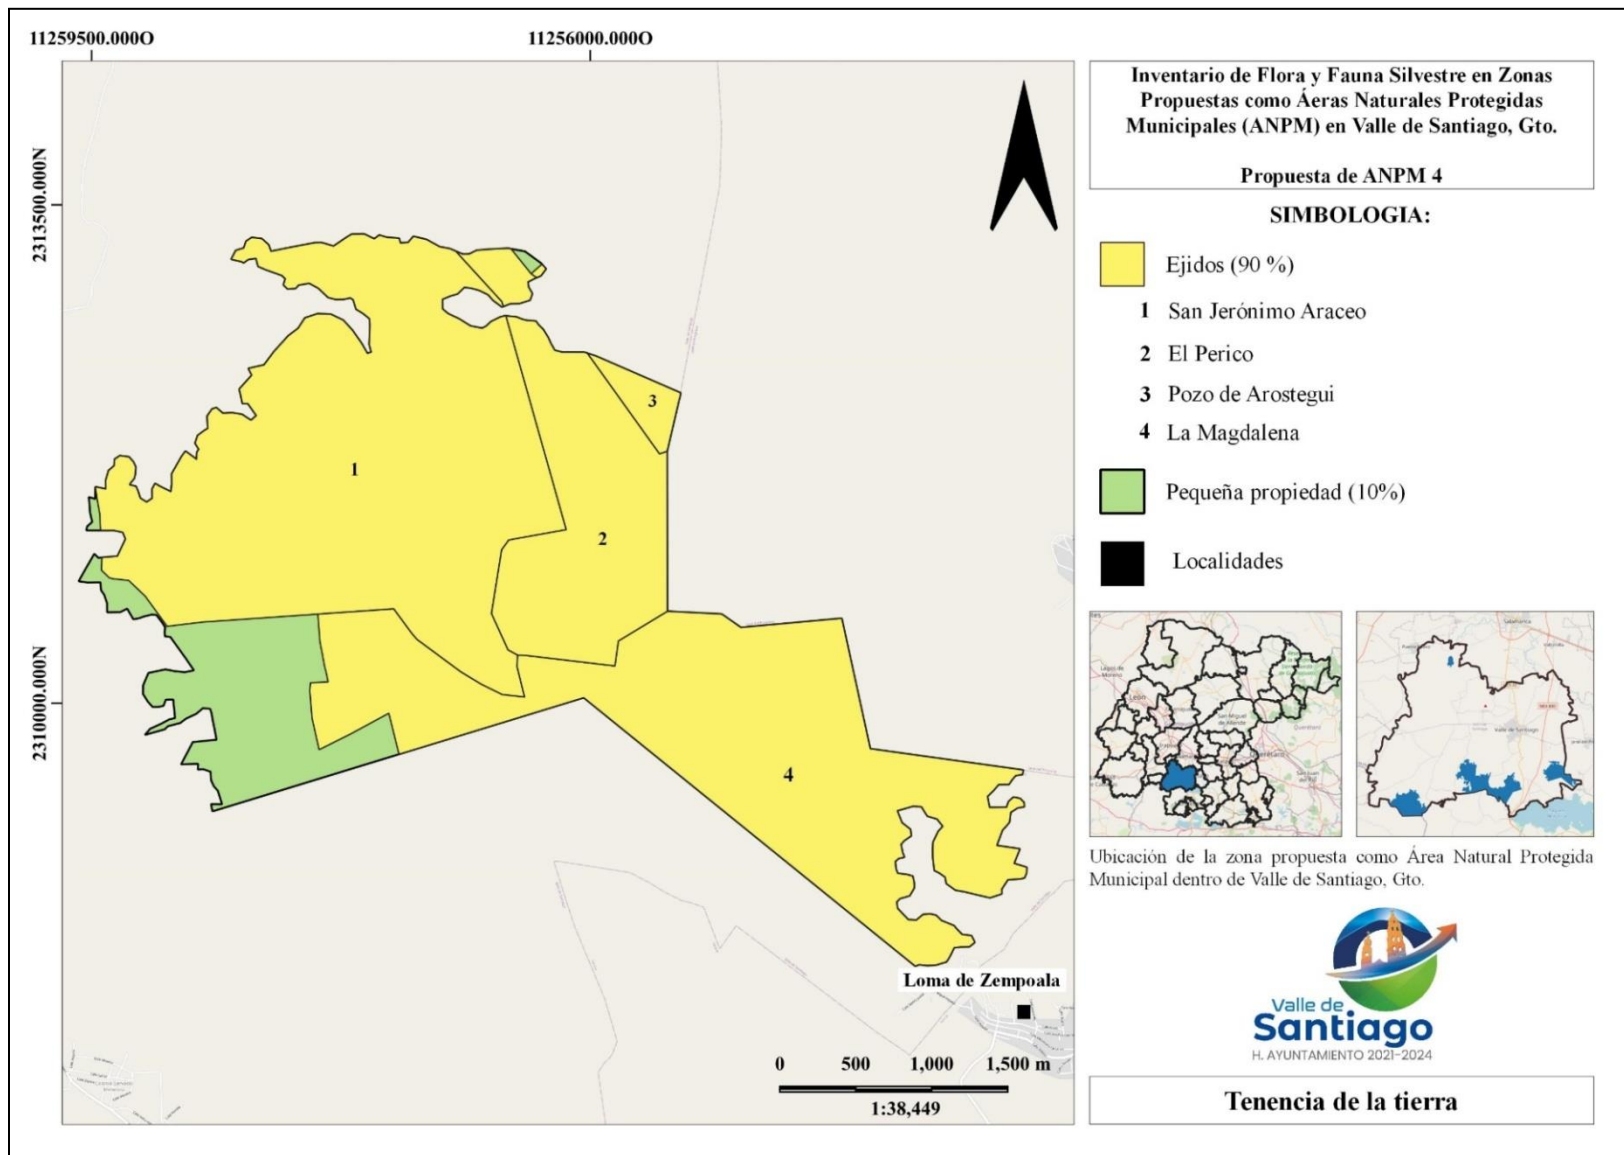 11259500.000O
11256000.000O
2313500.000N
2310000.000N
1
2
3
4
Loma de Zempoala
0 500 1,000 1,500 m
1:38,449
Inventario de Flora y Fauna Silvestre en Zonas
Propuestas como Áeras Naturales Protegidas
Municipales (ANPM) en Valle de Santiago, Gto.
Propuesta de ANPM 4
SIMBOLOGIA:
Ejidos (90 %)
1 San Jerónimo Araceo
2 El Perico
3 Pozo de Arostegui
4 La Magdalena
Pequeña propiedad (10%)
Localidades
León
Valle de Santiago
Ubicación de la zona propuesta como Área Natural Protegida
Municipal dentro de Valle de Santiago, Gto.
Valle de
Santiago
H. AYUNTAMIENTO 2021-2024
Tenencia de la tierra